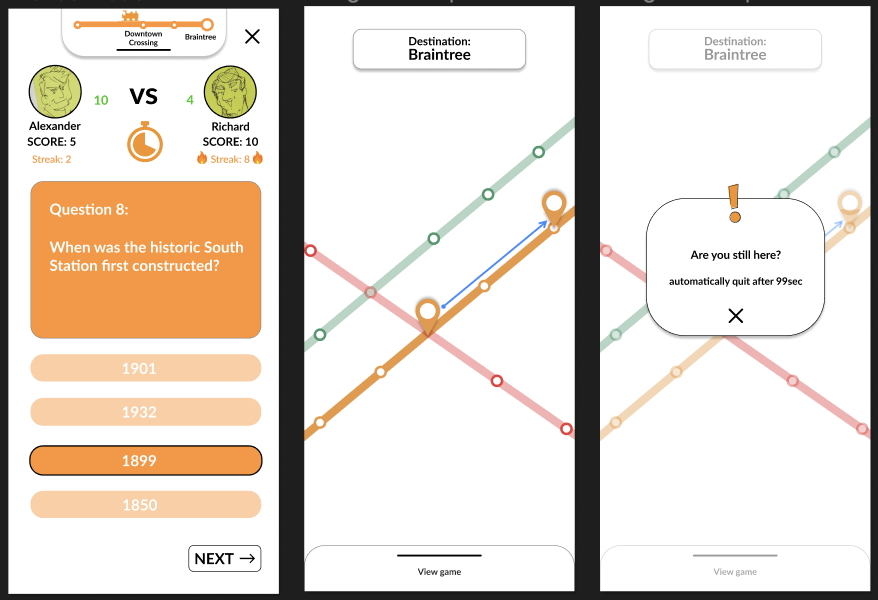 Downtown
Crossing
Braintree
10
VS
4
Alexander
Richard
SCORE: 5
SCORE: 10
Streak: 2
Streak: 8
Question 8:
When was the historic South
Station first constructed?
1901
1932
1899
1850
NEXT
Destination:
Braintree
View game
Destination:
Braintree
Are you still here?
automatically quit after 99sec
View game